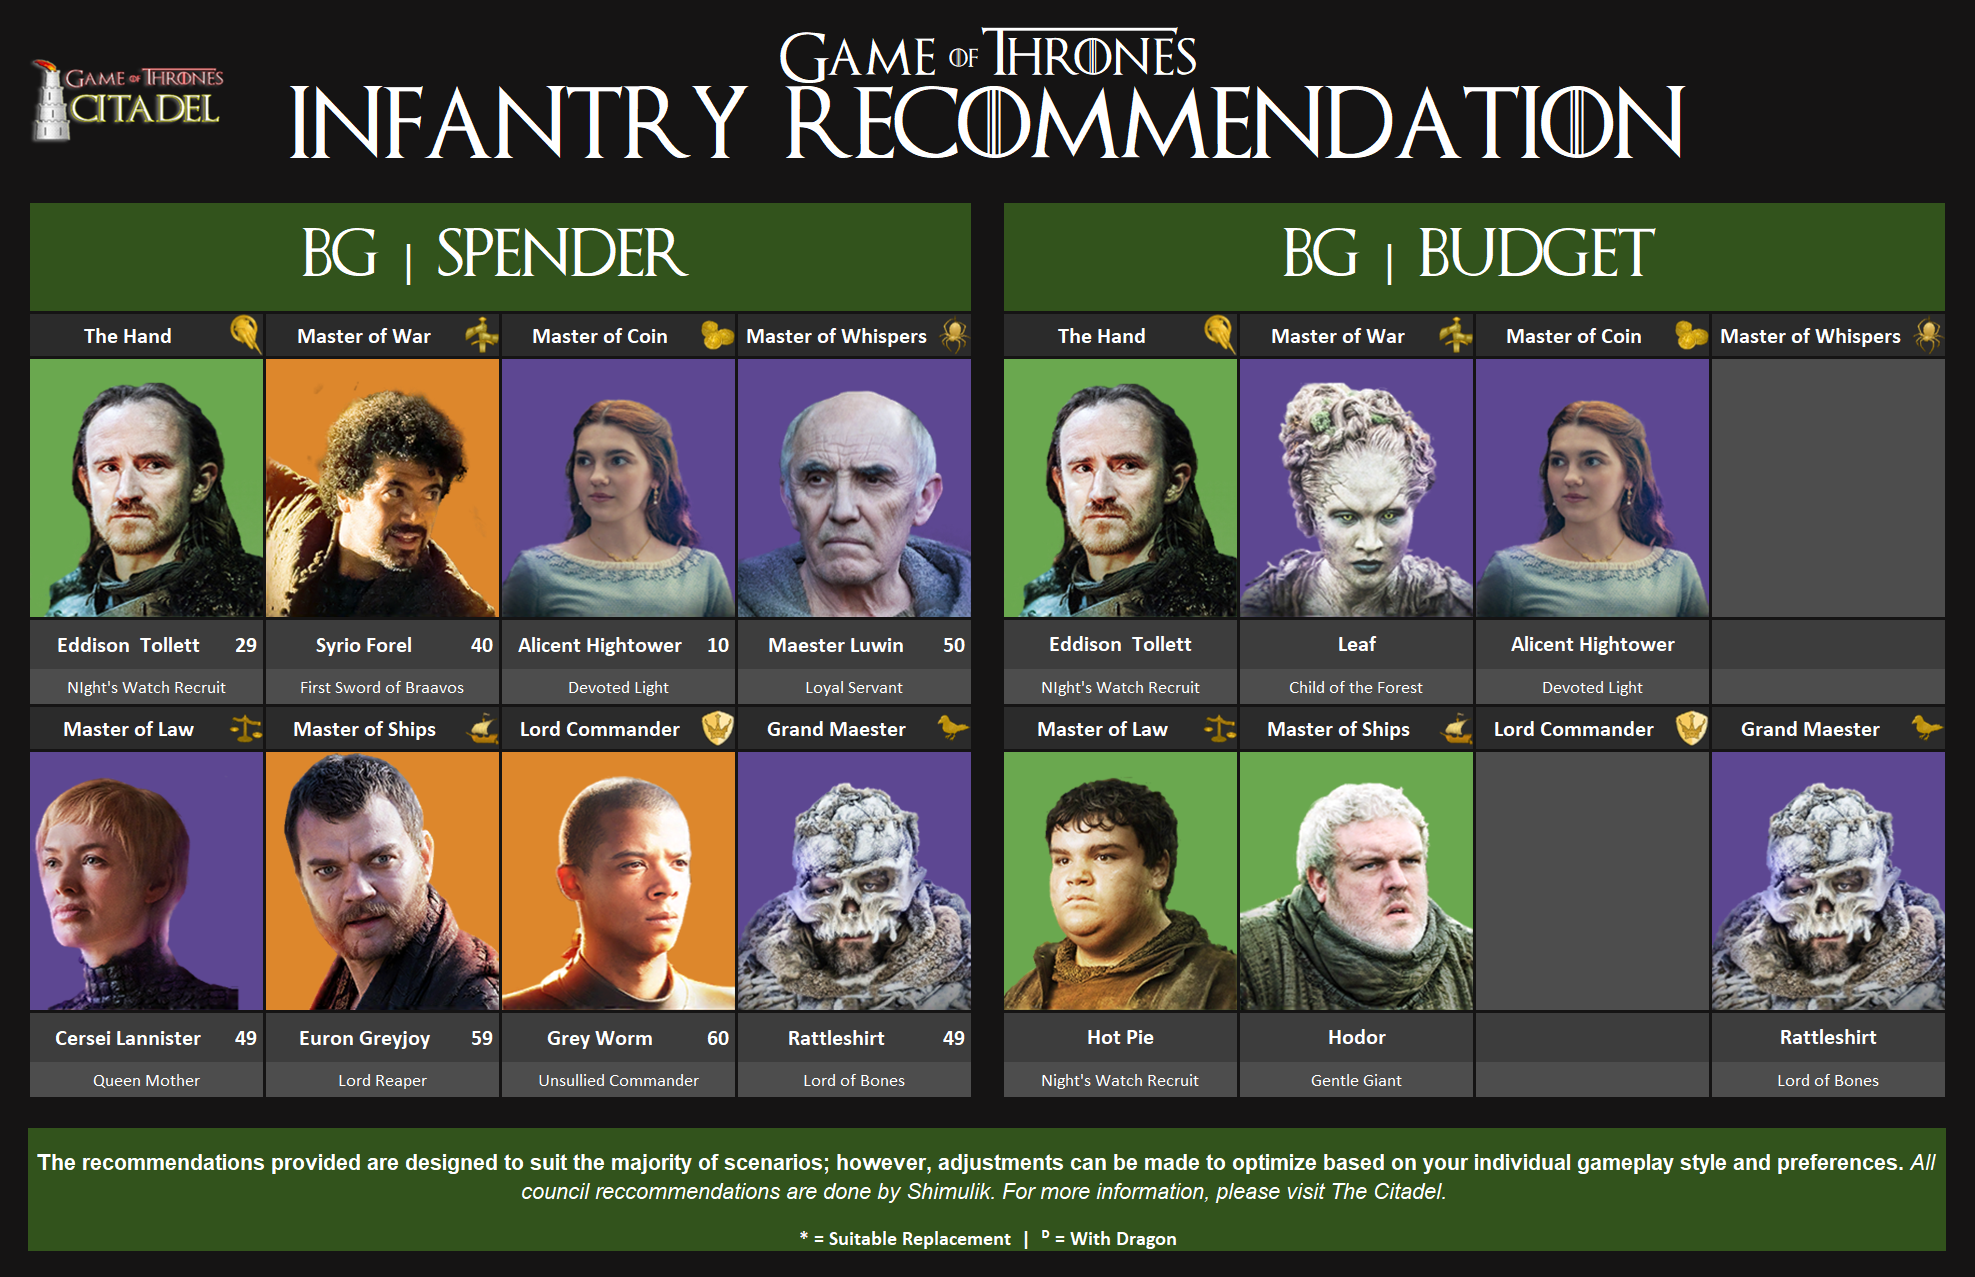 GAME OF THRONES
CITADEL
GAME OF THRONES
INFANTRY RECOMMENDATION
BG | SPENDER
The Hand
Master of War
Master of Coin
Master of Whispers
Eddison Tollett 29
Syrio Forel 40
Alicent Hightower 10
Maester Luwin 50
NIght's Watch Recruit
First Sword of Braavos
Devoted Light
Loyal Servant
Master of Law
Master of Ships
Lord Commander
Grand Maester
Cersei Lannister 49
Euron Greyjoy 59
Grey Worm 60
Rattleshirt 49
Queen Mother
Lord Reaper
Unsullied Commander
Lord of Bones
BG | BUDGET
The Hand
Master of War
Master of Coin
Master of Whispers
Eddison Tollett
Leaf
Alicent Hightower
NIght's Watch Recruit
Child of the Forest
Devoted Light
Master of Law
Master of Ships
Lord Commander
Grand Maester
Hot Pie
Hodor
Rattleshirt
Night's Watch Recruit
Gentle Giant
Lord of Bones
The recommendations provided are designed to suit the majority of scenarios; however, adjustments can be made to optimize based on your individual gameplay style and preferences. All
council reccommendations are done by Shimulik. For more information, please visit The Citadel.
* = Suitable Replacement | ᴰ = With Dragon